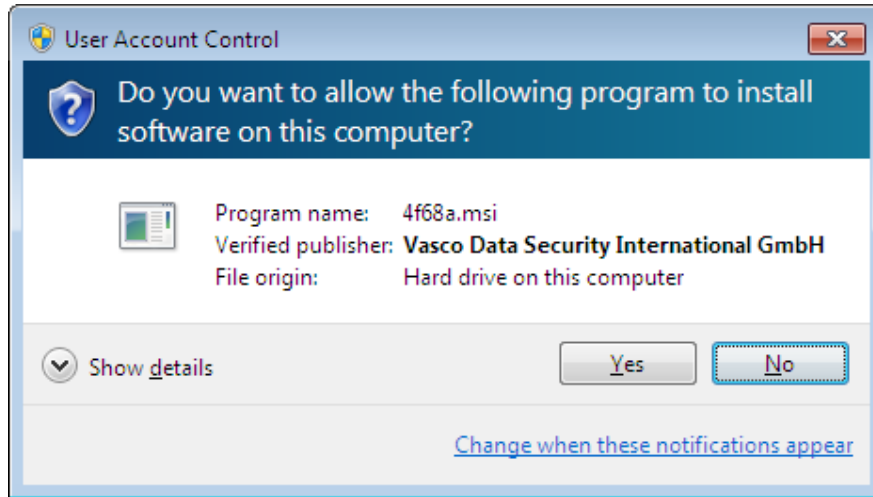 User Account Control
Do you want to allow the following program to install
software on this computer?
Program name: 4f68a.msi
Verified publisher: Vasco Data Security International GmbH
File origin: Hard drive on this computer
Show details
Yes
No
Change when these notifications appear